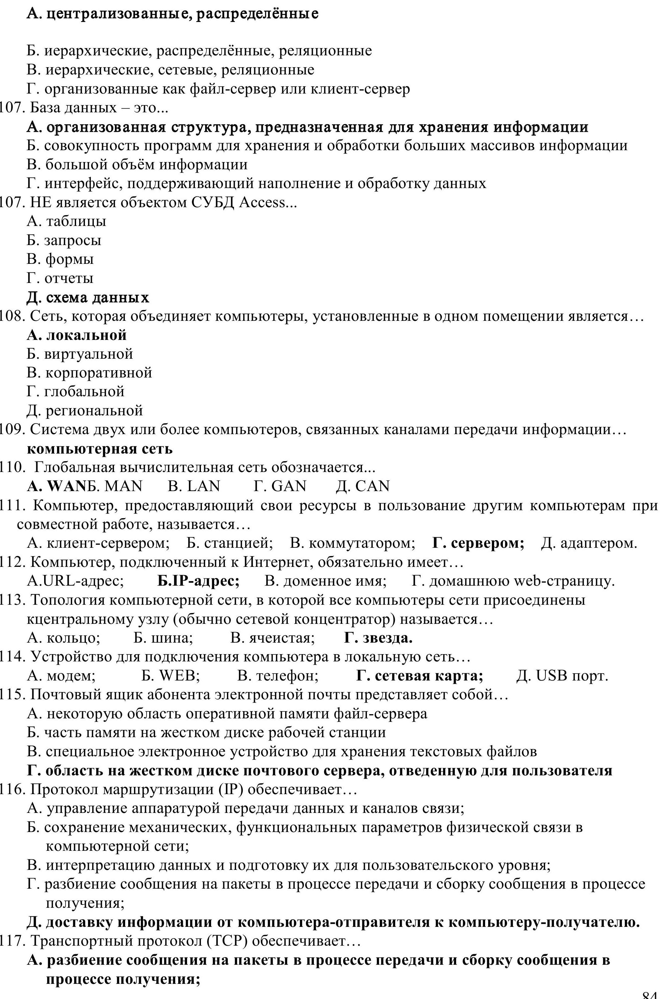 А. централизованные, распределённые
Б. иерархические, распределённые, реляционные
В. иерархические, сетевые, реляционные
Г. организованные как файл-сервер или клиент-сервер
107. База данных – это...
А. организованная структура, предназначенная для хранения информации
Б. совокупность программ для хранения и обработки больших массивов информации
В. большой объём информации
Г. интерфейс, поддерживающий наполнение и обработку данных
107. НЕ является объектом СУБД Access...
А. таблицы
Б. запросы
В. формы
Г. отчеты
Д. схема данных
108. Сеть, которая объединяет компьютеры, установленные в одном помещении является…
А. локальной
Б. виртуальной
В. корпоративной
Г. глобальной
Д. региональной
109. Система двух или более компьютеров, связанных каналами передачи информации…
компьютерная сеть
110. Глобальная вычислительная сеть обозначается...
А. WANБ. MAN В. LAN Г. GAN Д. CAN
111. Компьютер, предоставляющий свои ресурсы в пользование другим компьютерам при
совместной работе, называется…
А. клиент-сервером; Б. станцией; В. коммутатором; Г. сервером; Д. адаптером.
112. Компьютер, подключенный к Интернет, обязательно имеет…
А.URL-адрес; Б.IP-адрес; В. доменное имя; Г. домашнюю web-страницу.
113. Топология компьютерной сети, в которой все компьютеры сети присоединены
кцентральному узлу (обычно сетевой концентратор) называется…
А. кольцо; Б. шина; В. ячеистая; Г. звезда.
114. Устройство для подключения компьютера в локальную сеть…
А. модем; Б. WEB; В. телефон; Г. сетевая карта; Д. USB порт.
115. Почтовый ящик абонента электронной почты представляет собой…
А. некоторую область оперативной памяти файл-сервера
Б. часть памяти на жестком диске рабочей станции
В. специальное электронное устройство для хранения текстовых файлов
Г. область на жестком диске почтового сервера, отведенную для пользователя
116. Протокол маршрутизации (IP) обеспечивает…
А. управление аппаратурой передачи данных и каналов связи;
Б. сохранение механических, функциональных параметров физической связи в
компьютерной сети;
В. интерпретацию данных и подготовку их для пользовательского уровня;
Г. разбиение сообщения на пакеты в процессе передачи и сборку сообщения в процессе
получения;
Д. доставку информации от компьютера-отправителя к компьютеру-получателю.
117. Транспортный протокол (TCP) обеспечивает…
А. разбиение сообщения на пакеты в процессе передачи и сборку сообщения в
процессе получения;
84